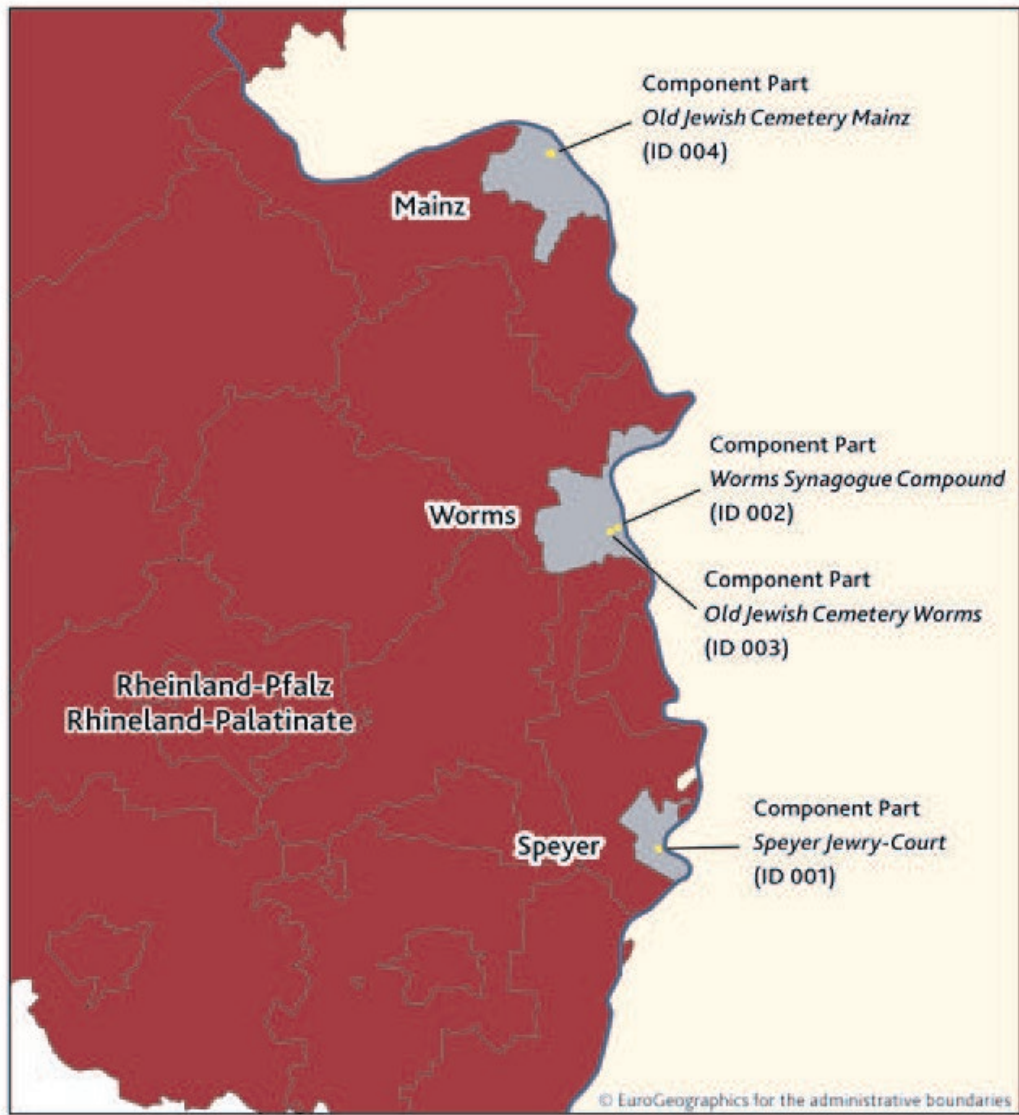 Component Part
Old Jewish Cemetery Mainz
(ID 004)
Mainz
Component Part
Worms Synagogue Compound
(ID 002)
Worms
Component Part
Old Jewish Cemetery Worms
(ID 003)
Rheinland-Pfalz
Rhineland-Palatinate
Component Part
Speyer Jewry-Court
(ID 001)
Speyer
© EuroGeographics for the administrative boundaries